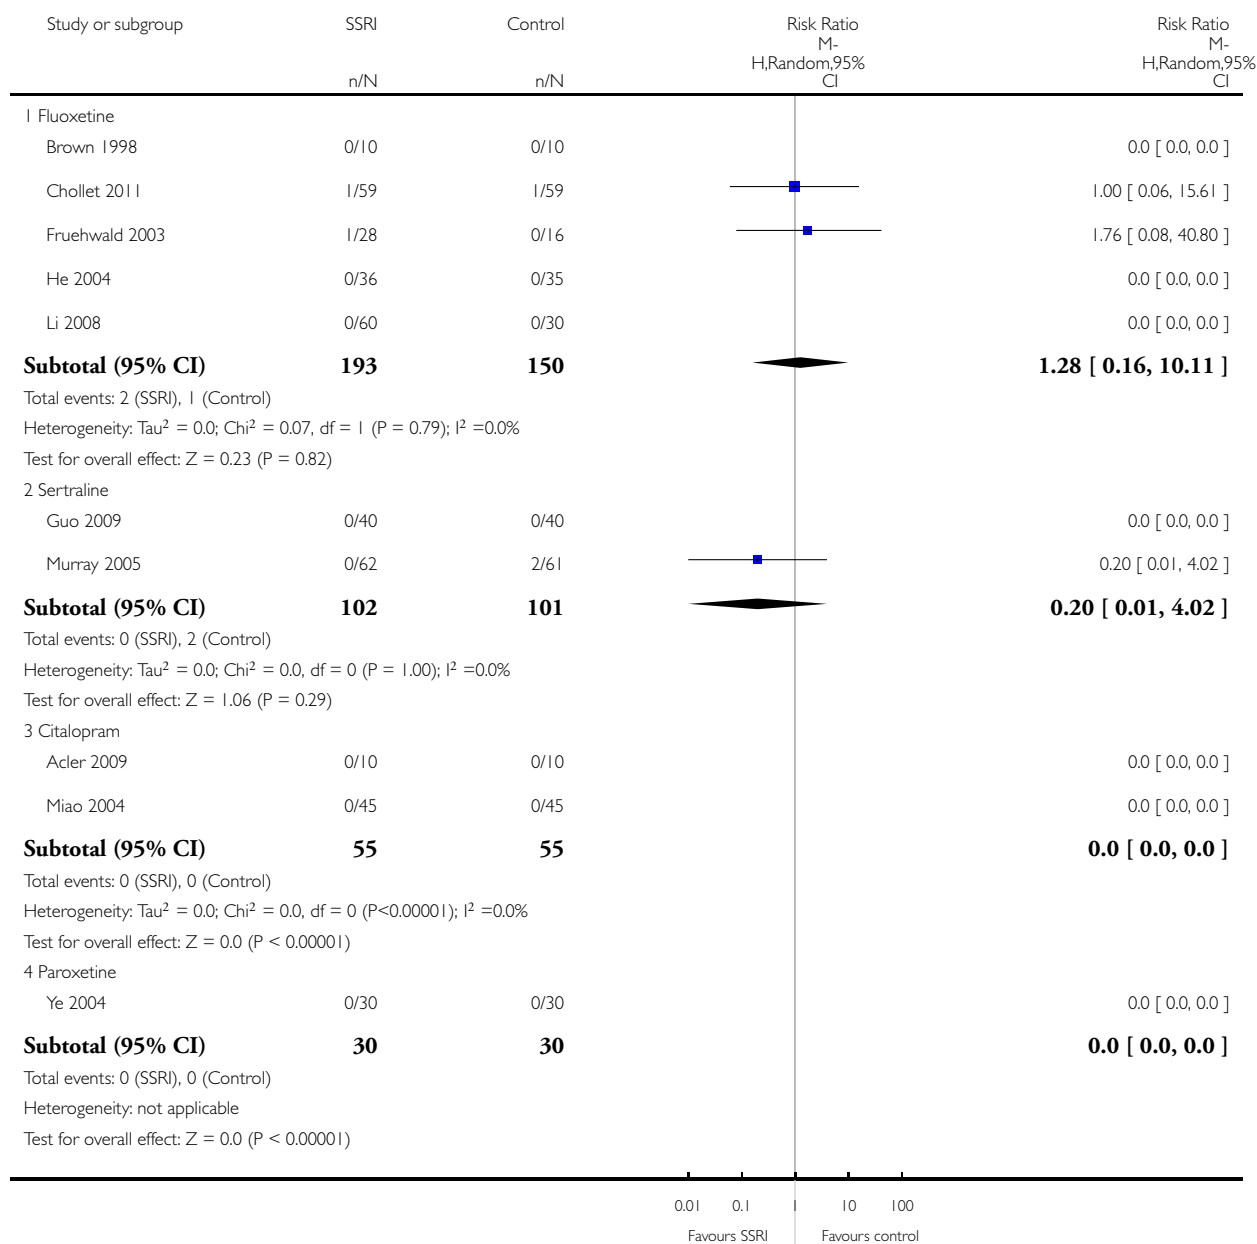 Study or subgroup SSRI Control Risk Ratio Risk Ratio
M- M-
H,Random,95% H,Random,95%
n/N n/N CI CI
1 Fluoxetine
Brown 1998 0/10 0/10 0.0 [ 0.0, 0.0 ]
Chollet 2011 1/59 1/59 1.00 [ 0.06, 15.61 ]
Fruehwald 2003 1/28 0/16 1.76 [ 0.08, 40.80 ]
He 2004 0/36 0/35 0.0 [ 0.0, 0.0 ]
Li 2008 0/60 0/30 0.0 [ 0.0, 0.0 ]
Subtotal (95% CI) 193 150 1.28 [ 0.16, 10.11 ]
Total events: 2 (SSRI), 1 (Control)
Heterogeneity: Tau² = 0.0; Chi² = 0.07, df = 1 (P = 0.79); I² =0.0%
Test for overall effect: Z = 0.23 (P = 0.82)
2 Sertraline
Guo 2009 0/40 0/40 0.0 [ 0.0, 0.0 ]
Murray 2005 0/62 2/61 0.20 [ 0.01, 4.02 ]
Subtotal (95% CI) 102 101 0.20 [ 0.01, 4.02 ]
Total events: 0 (SSRI), 2 (Control)
Heterogeneity: Tau² = 0.0; Chi² = 0.0, df = 0 (P = 1.00); I² =0.0%
Test for overall effect: Z = 1.06 (P = 0.29)
3 Citalopram
Acler 2009 0/10 0/10 0.0 [ 0.0, 0.0 ]
Miao 2004 0/45 0/45 0.0 [ 0.0, 0.0 ]
Subtotal (95% CI) 55 55 0.0 [ 0.0, 0.0 ]
Total events: 0 (SSRI), 0 (Control)
Heterogeneity: Tau² = 0.0; Chi² = 0.0, df = 0 (P<0.00001); I² =0.0%
Test for overall effect: Z = 0.0 (P < 0.00001)
4 Paroxetine
Ye 2004 0/30 0/30 0.0 [ 0.0, 0.0 ]
Subtotal (95% CI) 30 30 0.0 [ 0.0, 0.0 ]
Total events: 0 (SSRI), 0 (Control)
Heterogeneity: not applicable
Test for overall effect: Z = 0.0 (P < 0.00001)
0.01 0.1 1 10 100
Favours SSRI Favours control